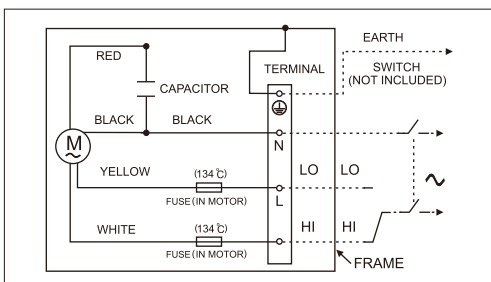 EARTH
RED
TERMINAL
SWITCH
(NOT INCLUDED)
CAPACITOR
BLACK
BLACK
N
M
YELLOW
(134℃)
LO
LO
L
FUSE(IN MOTOR)
WHITE
(134℃)
HI
HI
FUSE(IN MOTOR)
FRAME